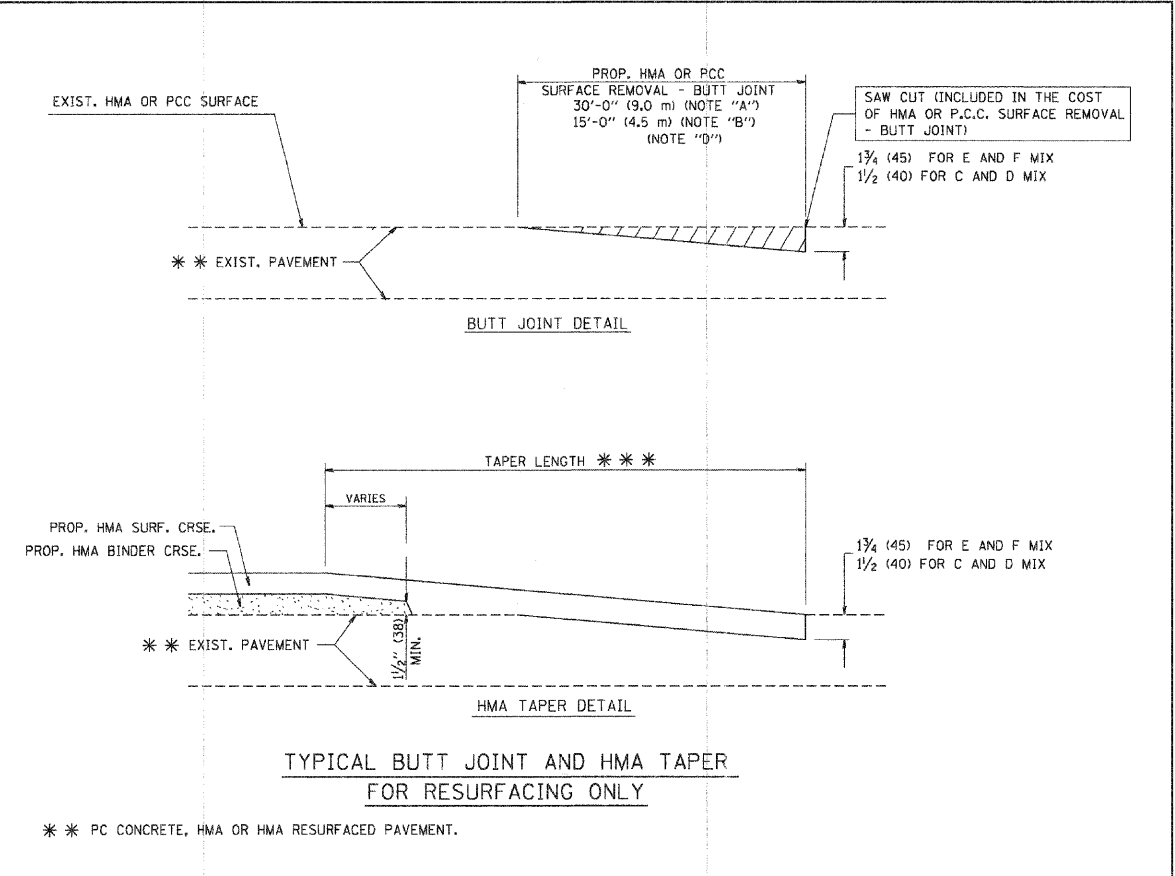 PROP. HMA OR PCC
SURFACE REMOVAL - BUTT JOINT
30'-0" (9.0 m) (NOTE "A")
15'-0" (4.5 m) (NOTE "B")
(NOTE "D")
EXIST. HMA OR PCC SURFACE
SAW CUT (INCLUDED IN THE COST
OF HMA OR P.C.C. SURFACE REMOVAL
- BUTT JOINT)
1¾ (45) FOR E AND F MIX
1½ (40) FOR C AND D MIX
* * EXIST. PAVEMENT
BUTT JOINT DETAIL
TAPER LENGTH * * *
VARIES
PROP. HMA SURF. CRSE.
PROP. HMA BINDER CRSE.
1¾ (45) FOR E AND F MIX
1½ (40) FOR C AND D MIX
* * EXIST. PAVEMENT
1½" (38)
MIN.
HMA TAPER DETAIL
TYPICAL BUTT JOINT AND HMA TAPER
FOR RESURFACING ONLY
* * PC CONCRETE, HMA OR HMA RESURFACED PAVEMENT.